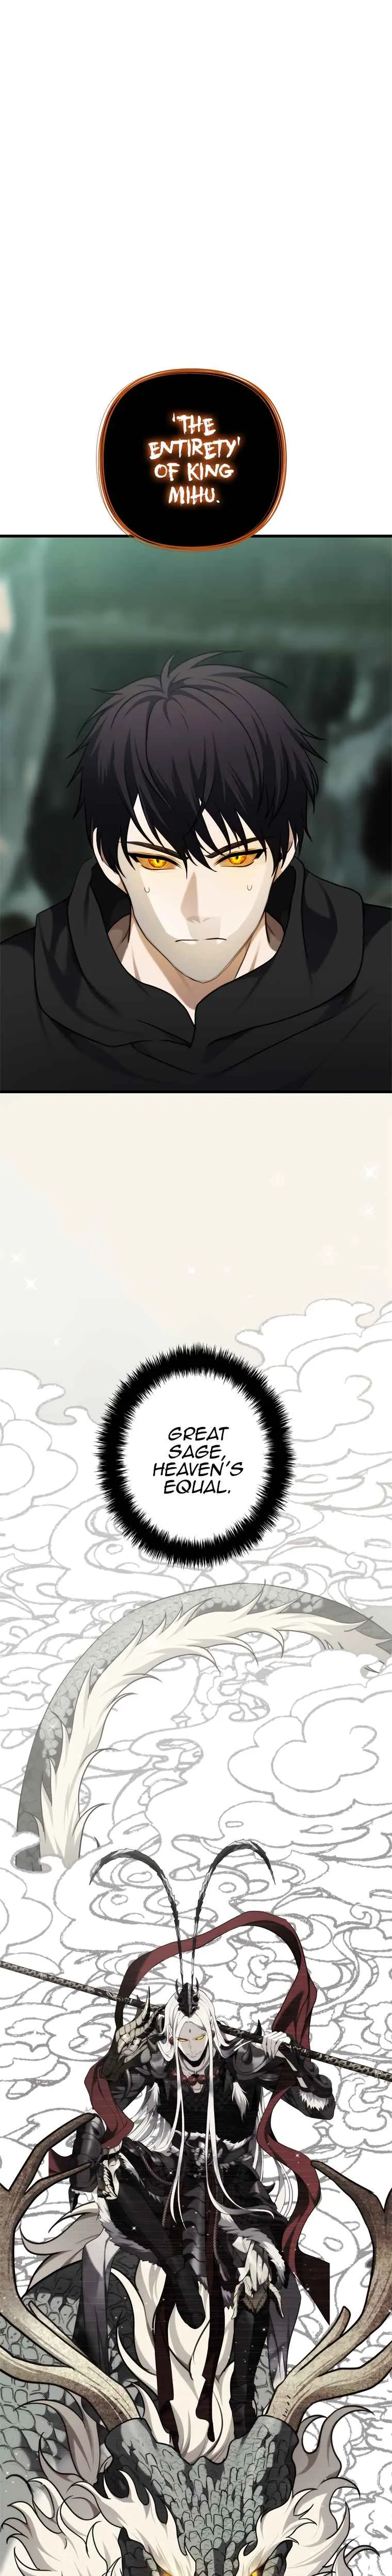 'THE
ENTIRETY'
OF KING
MIHU.
GREAT
SAGE,
HEAVEN'S
EQUAL.